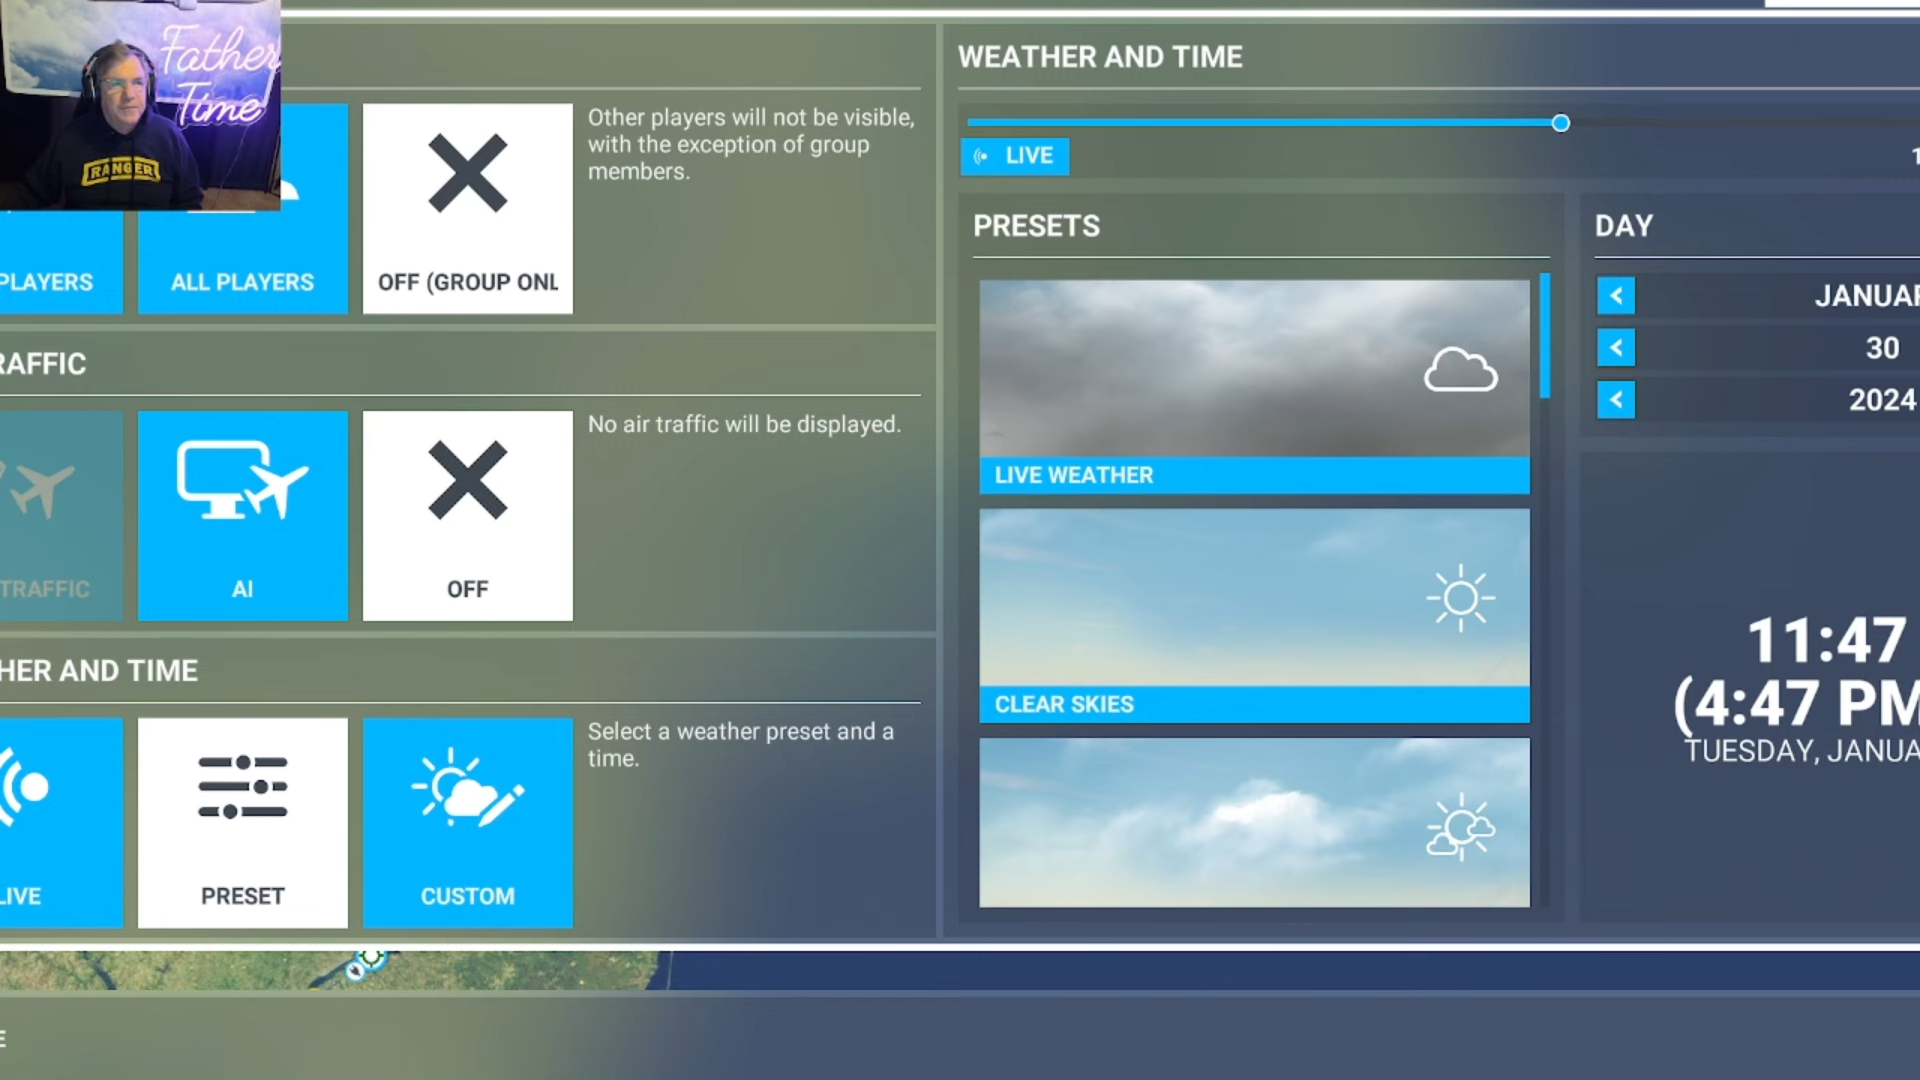 Father
Time
RANGER
PLAYERS
ALL PLAYERS
OFF (GROUP ONL
Other players will not be visible,
with the exception of group
members.
RAFFIC
TRAFFIC
AI
OFF
No air traffic will be displayed.
HER AND TIME
LIVE
PRESET
CUSTOM
Select a weather preset and a
time.
WEATHER AND TIME
LIVE
1
PRESETS
LIVE WEATHER
CLEAR SKIES
DAY
< JANUAR
< 30
< 2024
11:47
(4:47 PM
TUESDAY, JANUA
E